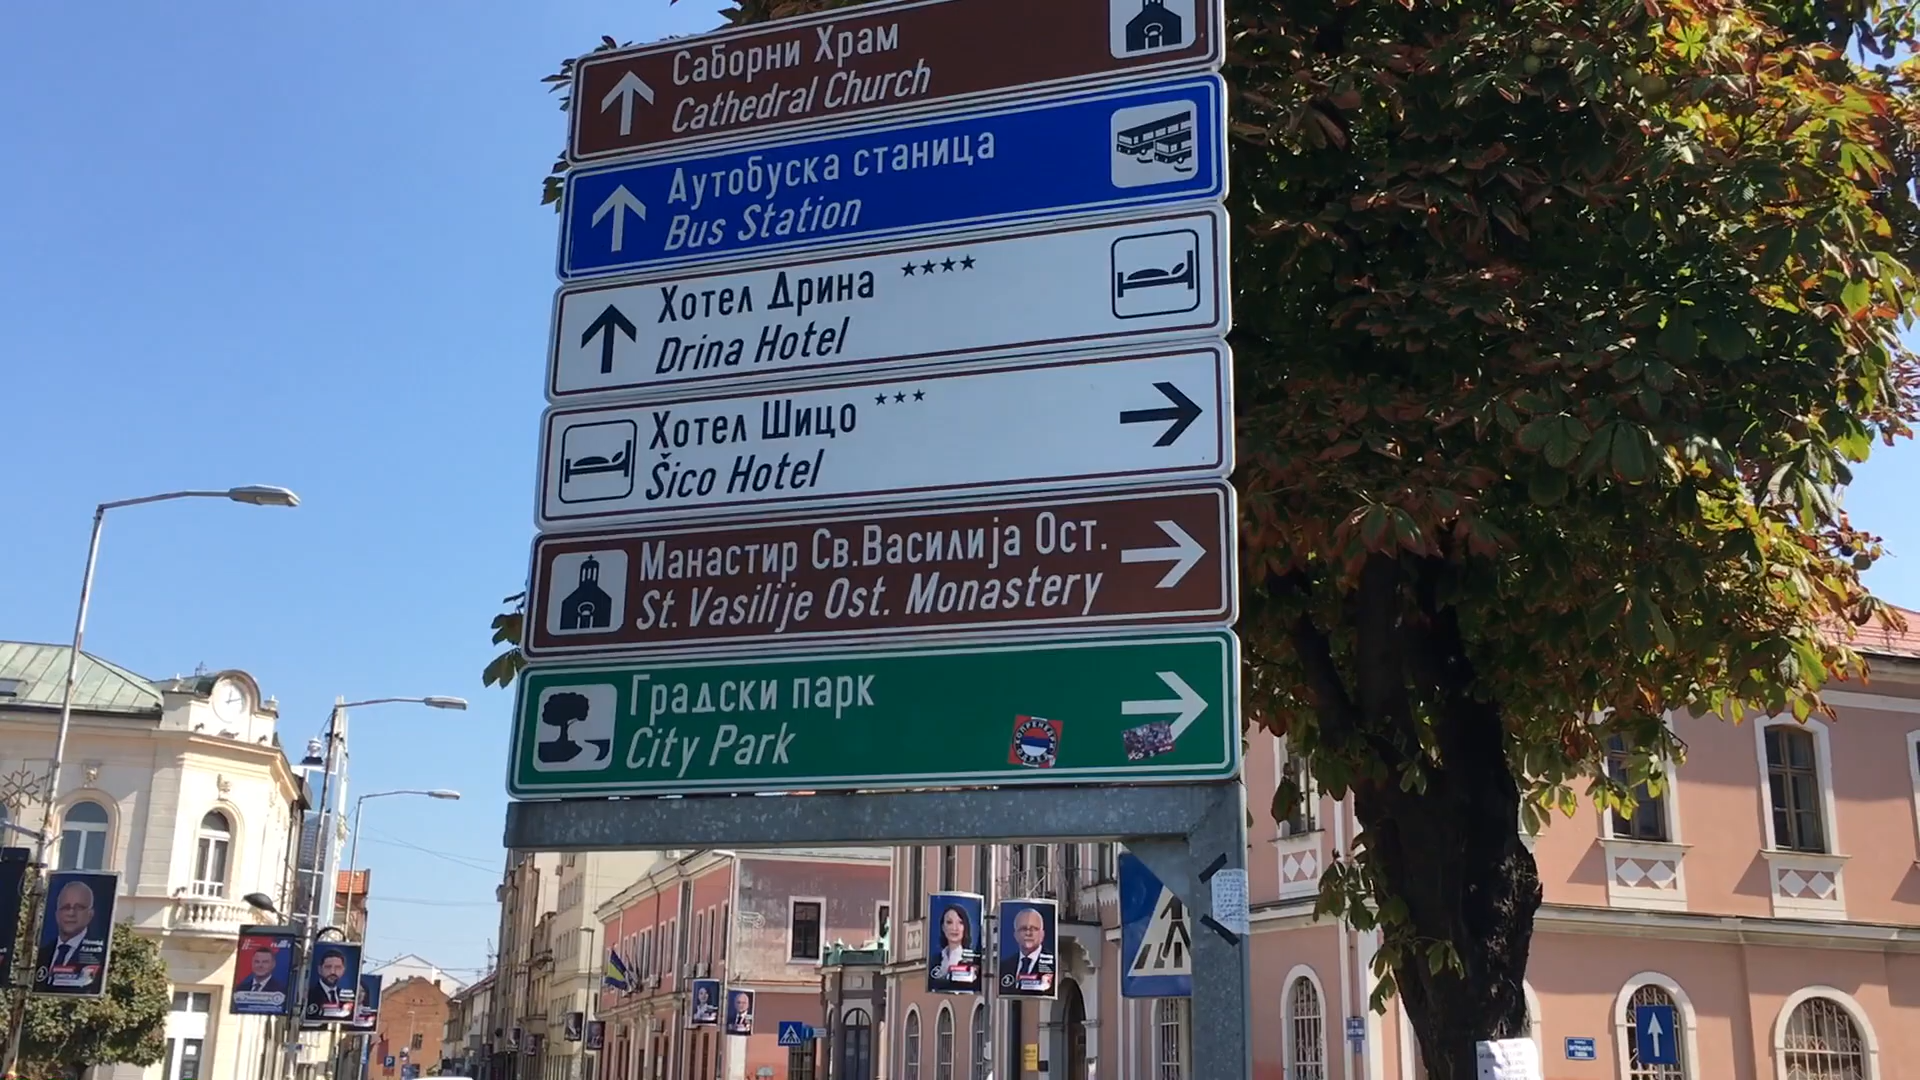 Саборни Храм
Cathedral Church
Аутобуска станица
Bus Station
Хотел Дрина ****
Drina Hotel
Хотел Шицо ***
Šico Hotel
Манастир Св.Василија Ост.
St. Vasilije Ost. Monastery
Градски парк
City Park